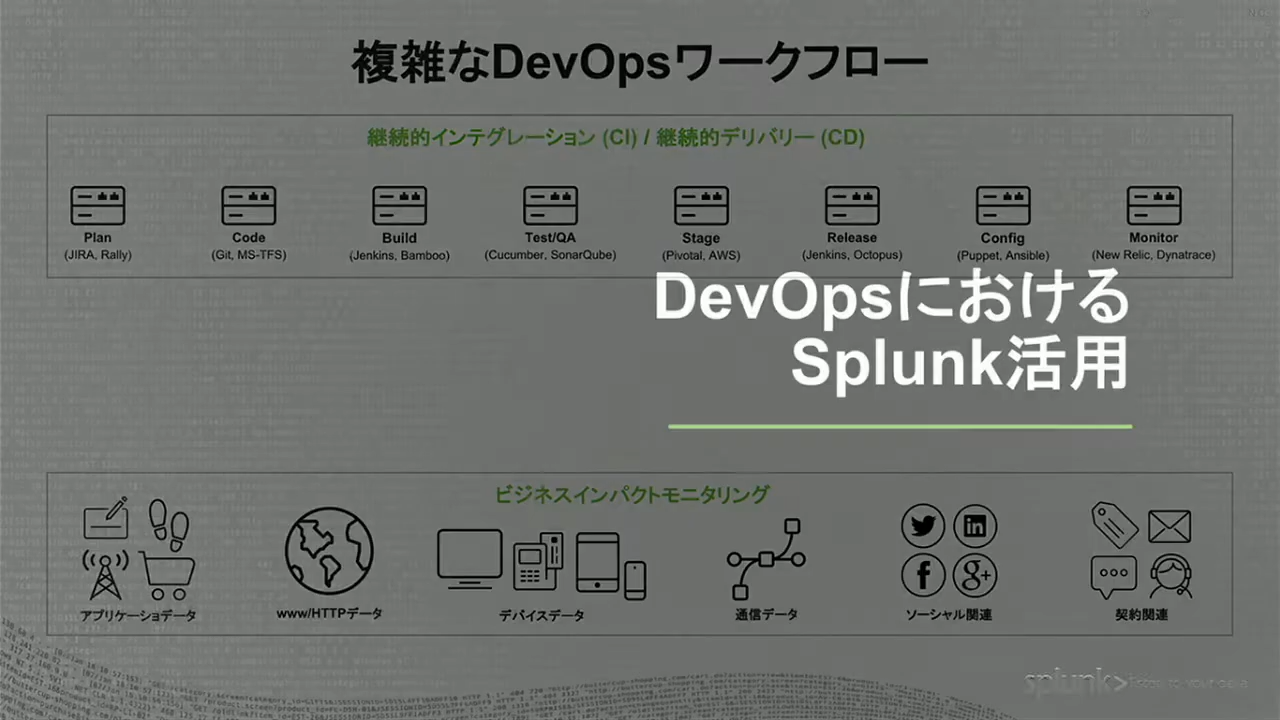 複雑なDevOpsワークフロー
継続的インテグレーション (CI) / 継続的デリバリー (CD)
Plan
(JIRA, Rally)
Code
(Git, MS-TFS)
Build
(Jenkins, Bamboo)
Test/QA
(Cucumber, SonarQube)
Stage
(Pivotal, AWS)
Release
(Jenkins, Octopus)
Config
(Puppet, Ansible)
Monitor
(New Relic, Dynatrace)
DevOpsにおける
Splunk活用
ビジネスインパクトモニタリング
アプリケーショデータ
www/HTTPデータ
デバイスデータ
通信データ
ソーシャル関連
契約関連
splunk> listen to your data